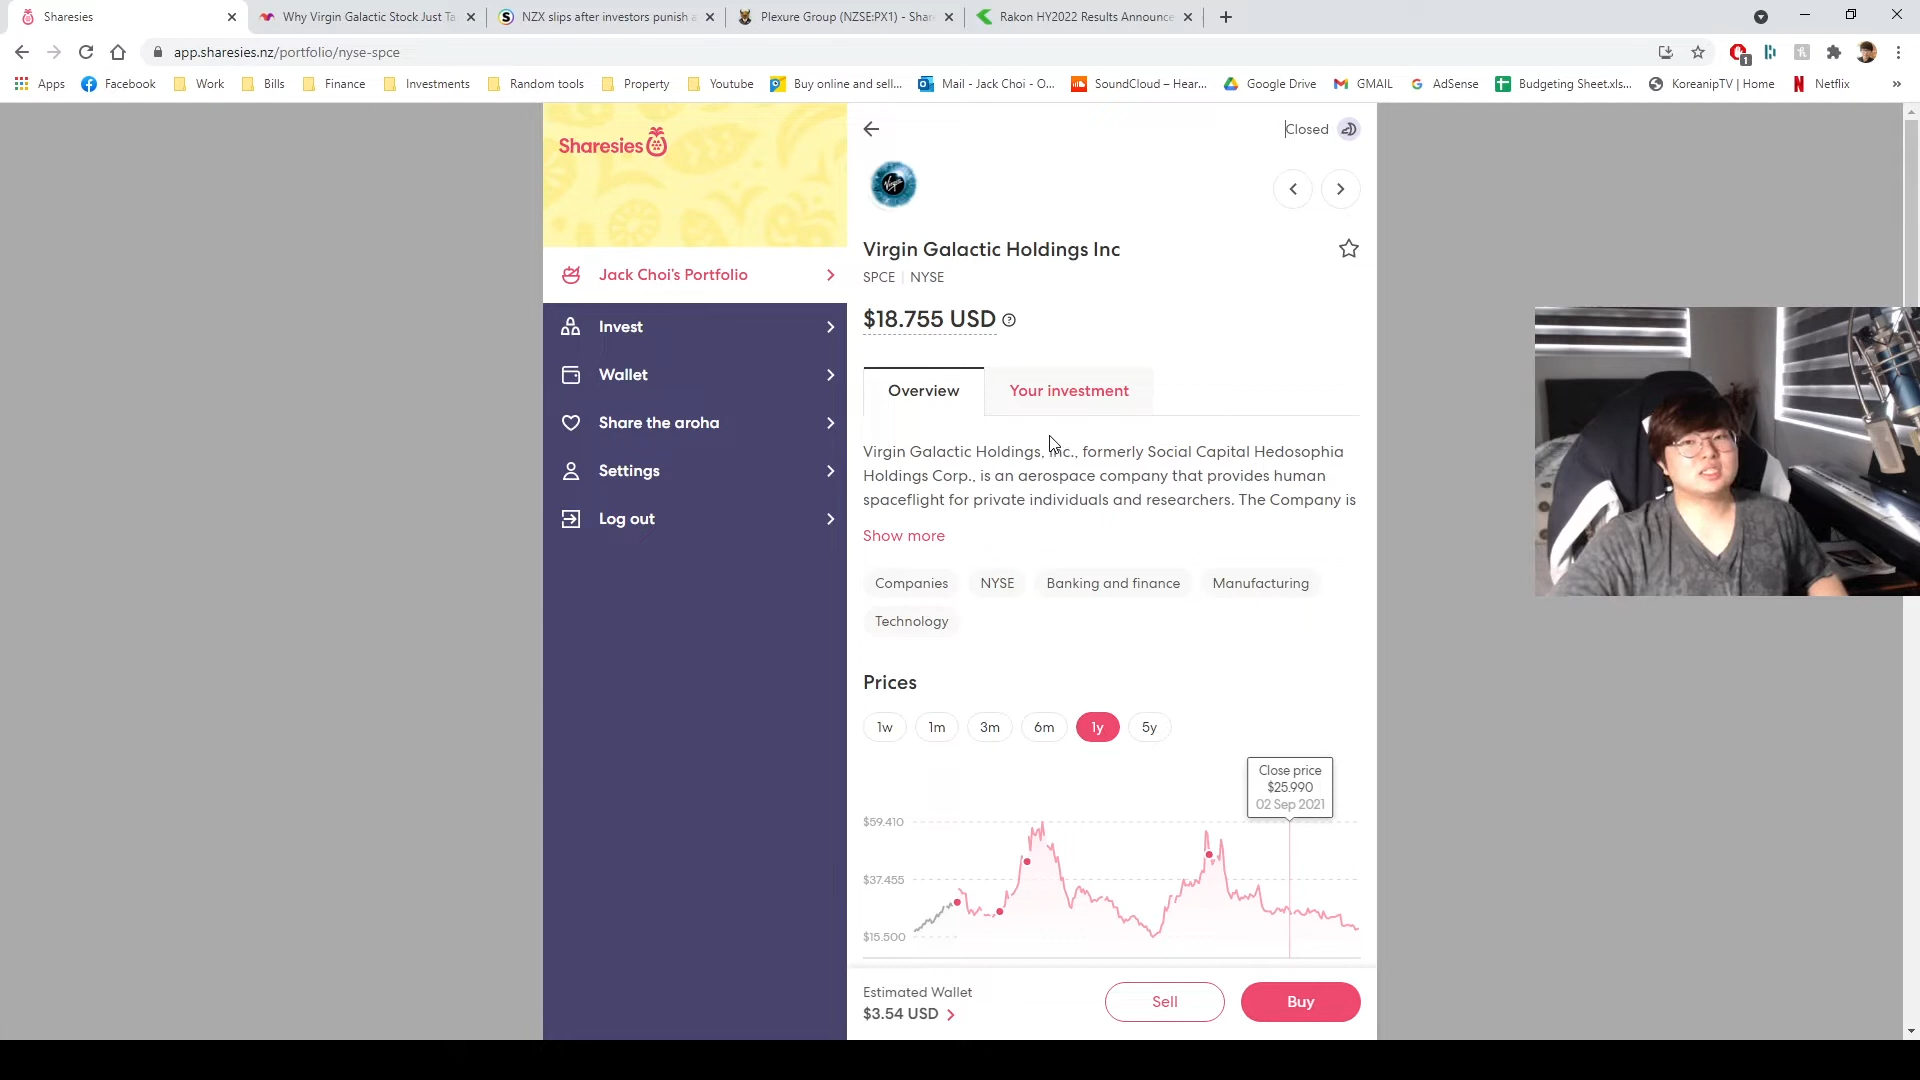 Sharesies
Why Virgin Galactic Stock Just Ta
NZX slips after investors punish a
Plexure Group (NZSE:PX1) - Share
Rakon HY2022 Results Announce
app.sharesies.nz/portfolio/nyse-spce
1
Apps
Facebook
Work
Bills
Finance
Investments
Random tools
Property
Youtube
Buy online and sell...
Mail - Jack Choi - O...
SoundCloud – Hear...
Google Drive
GMAIL
AdSense
Budgeting Sheet.xls...
KoreanipTV | Home
Netflix
»
Sharesies
Jack Choi's Portfolio
Invest
Wallet
Share the aroha
Settings
Log out
Closed
Virgin
Virgin Galactic Holdings Inc
SPCE | NYSE
$18.755 USD
Overview
Your investment
Virgin Galactic Holdings, Inc., formerly Social Capital Hedosophia
Holdings Corp., is an aerospace company that provides human
spaceflight for private individuals and researchers. The Company is
Show more
Companies
NYSE
Banking and finance
Manufacturing
Technology
Prices
1w
1m
3m
6m
1y
5y
Close price
$25.990
02 Sep 2021
$59.410
$37.455
$15.500
Estimated Wallet
$3.54 USD
Sell
Buy